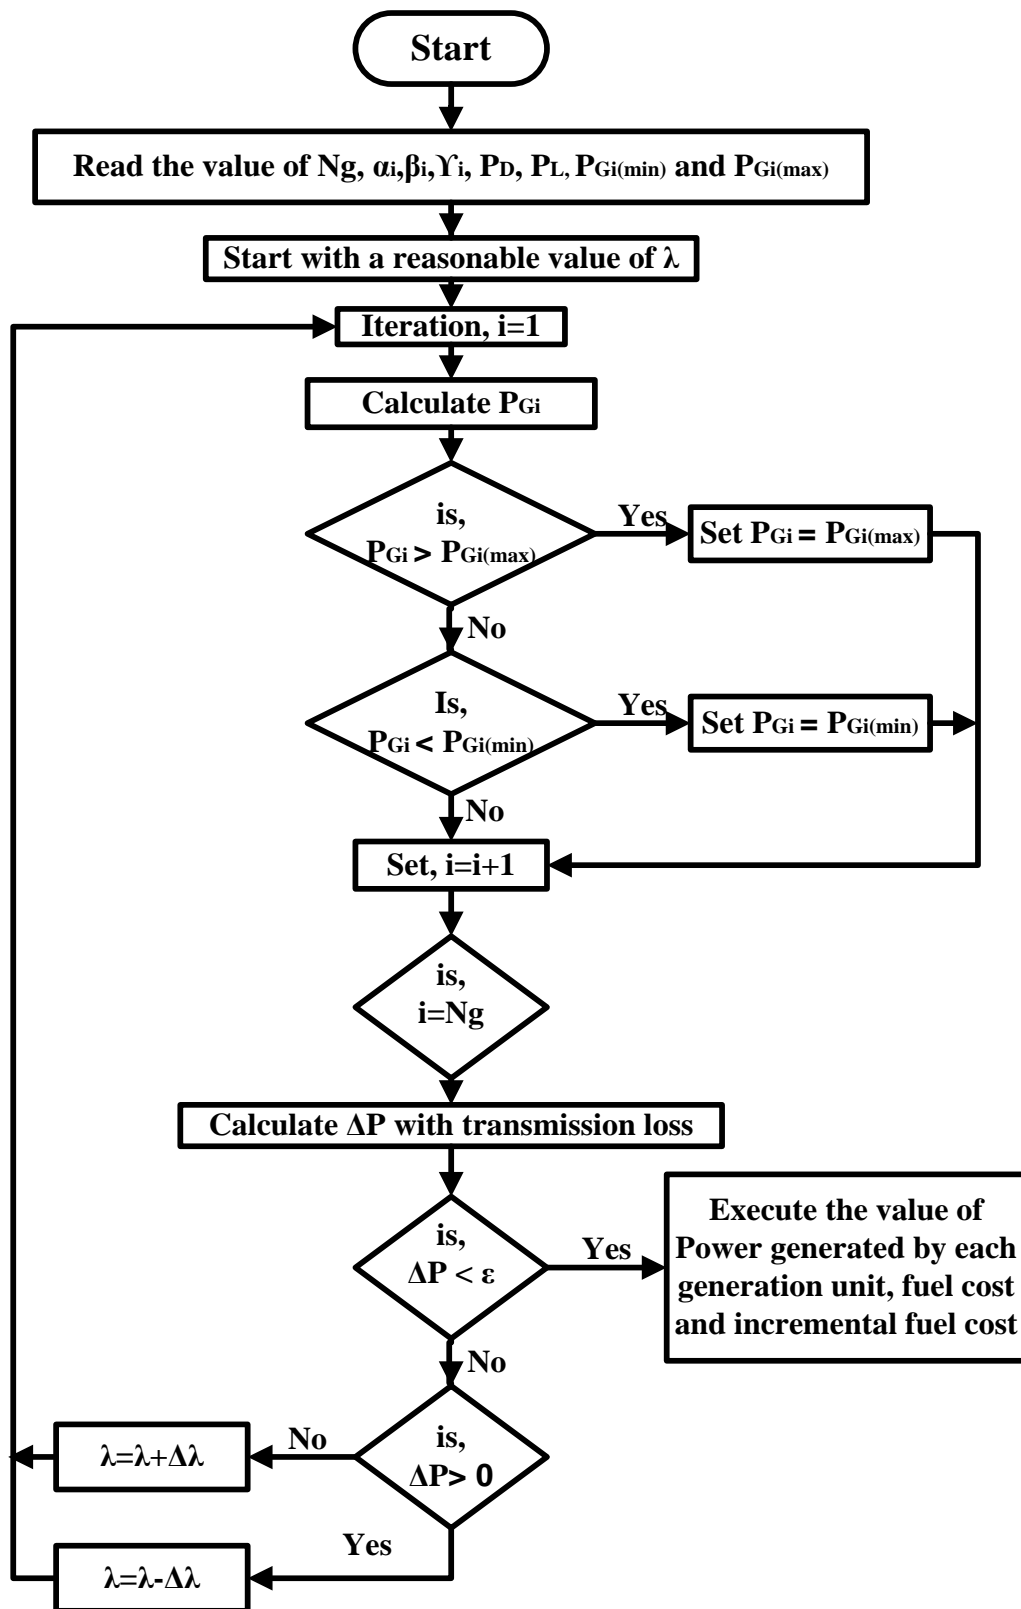 Start
Read the value of Ng, αi,βi,ϒi, PD, PL, PGi(min) and PGi(max)
Start with a reasonable value of λ
Iteration, i=1
Calculate PGi
is,
PGi > PGi(max)
Yes
Set PGi = PGi(max)
No
Is,
PGi < PGi(min)
Yes
Set PGi = PGi(min)
No
Set, i=i+1
is,
i=Ng
Calculate ΔP with transmission loss
is,
ΔP < ε
Yes
Execute the value of
Power generated by each
generation unit, fuel cost
and incremental fuel cost
No
is,
ΔP> 0
No
λ=λ+Δλ
Yes
λ=λ-Δλ